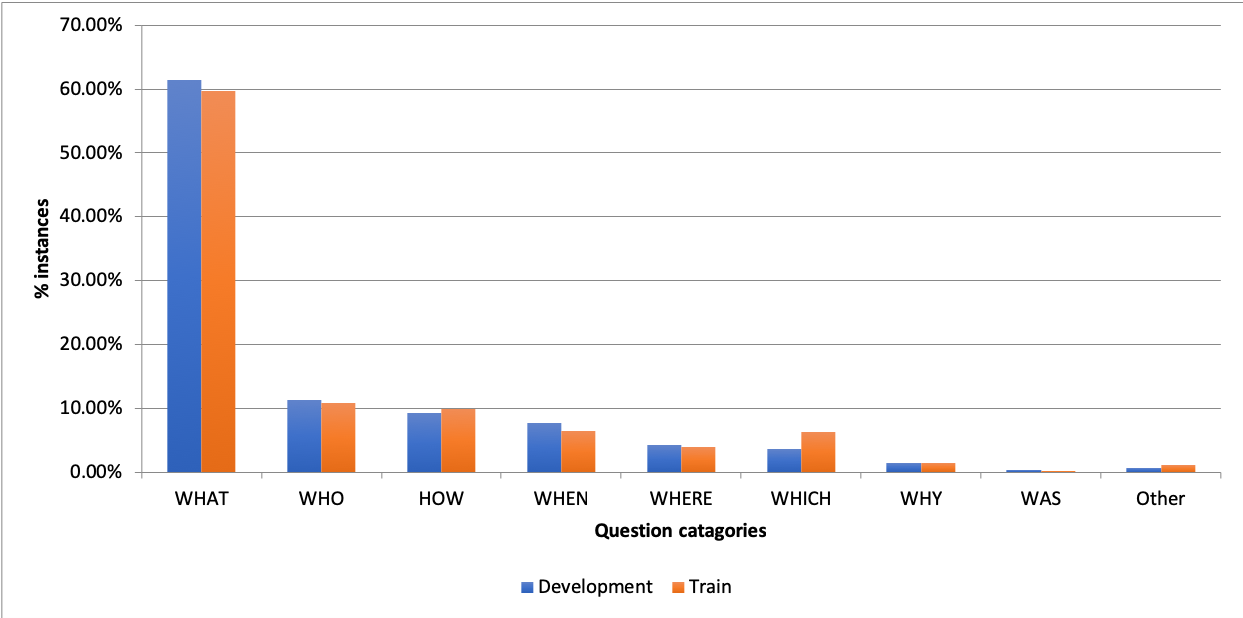 70.00%
60.00%
50.00%
40.00%
30.00%
20.00%
10.00%
0.00%
% instances
WHAT WHO HOW WHEN WHERE WHICH WHY WAS Other
Question catagories
Development Train